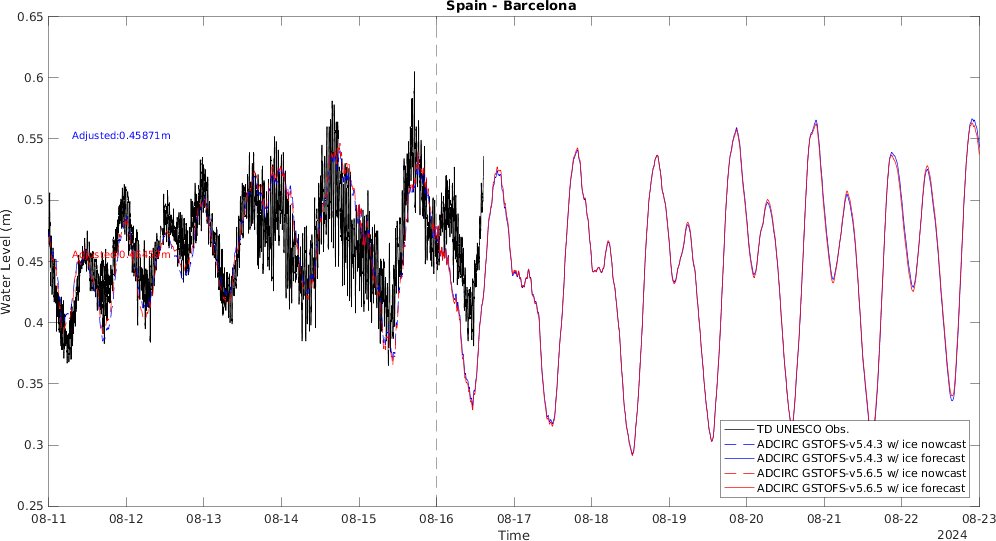 Spain - Barcelona
0.65
0.6
0.55
0.5
0.45
0.4
0.35
0.3
0.25
Water Level (m)
Adjusted:0.45871m
TD UNESCO Obs.
ADCIRC GSTOFS-v5.4.3 w/ ice nowcast
ADCIRC GSTOFS-v5.4.3 w/ ice forecast
ADCIRC GSTOFS-v5.6.5 w/ ice nowcast
ADCIRC GSTOFS-v5.6.5 w/ ice forecast
08-11 08-12 08-13 08-14 08-15 08-16 08-17 08-18 08-19 08-20 08-21 08-22 08-23
Time
2024